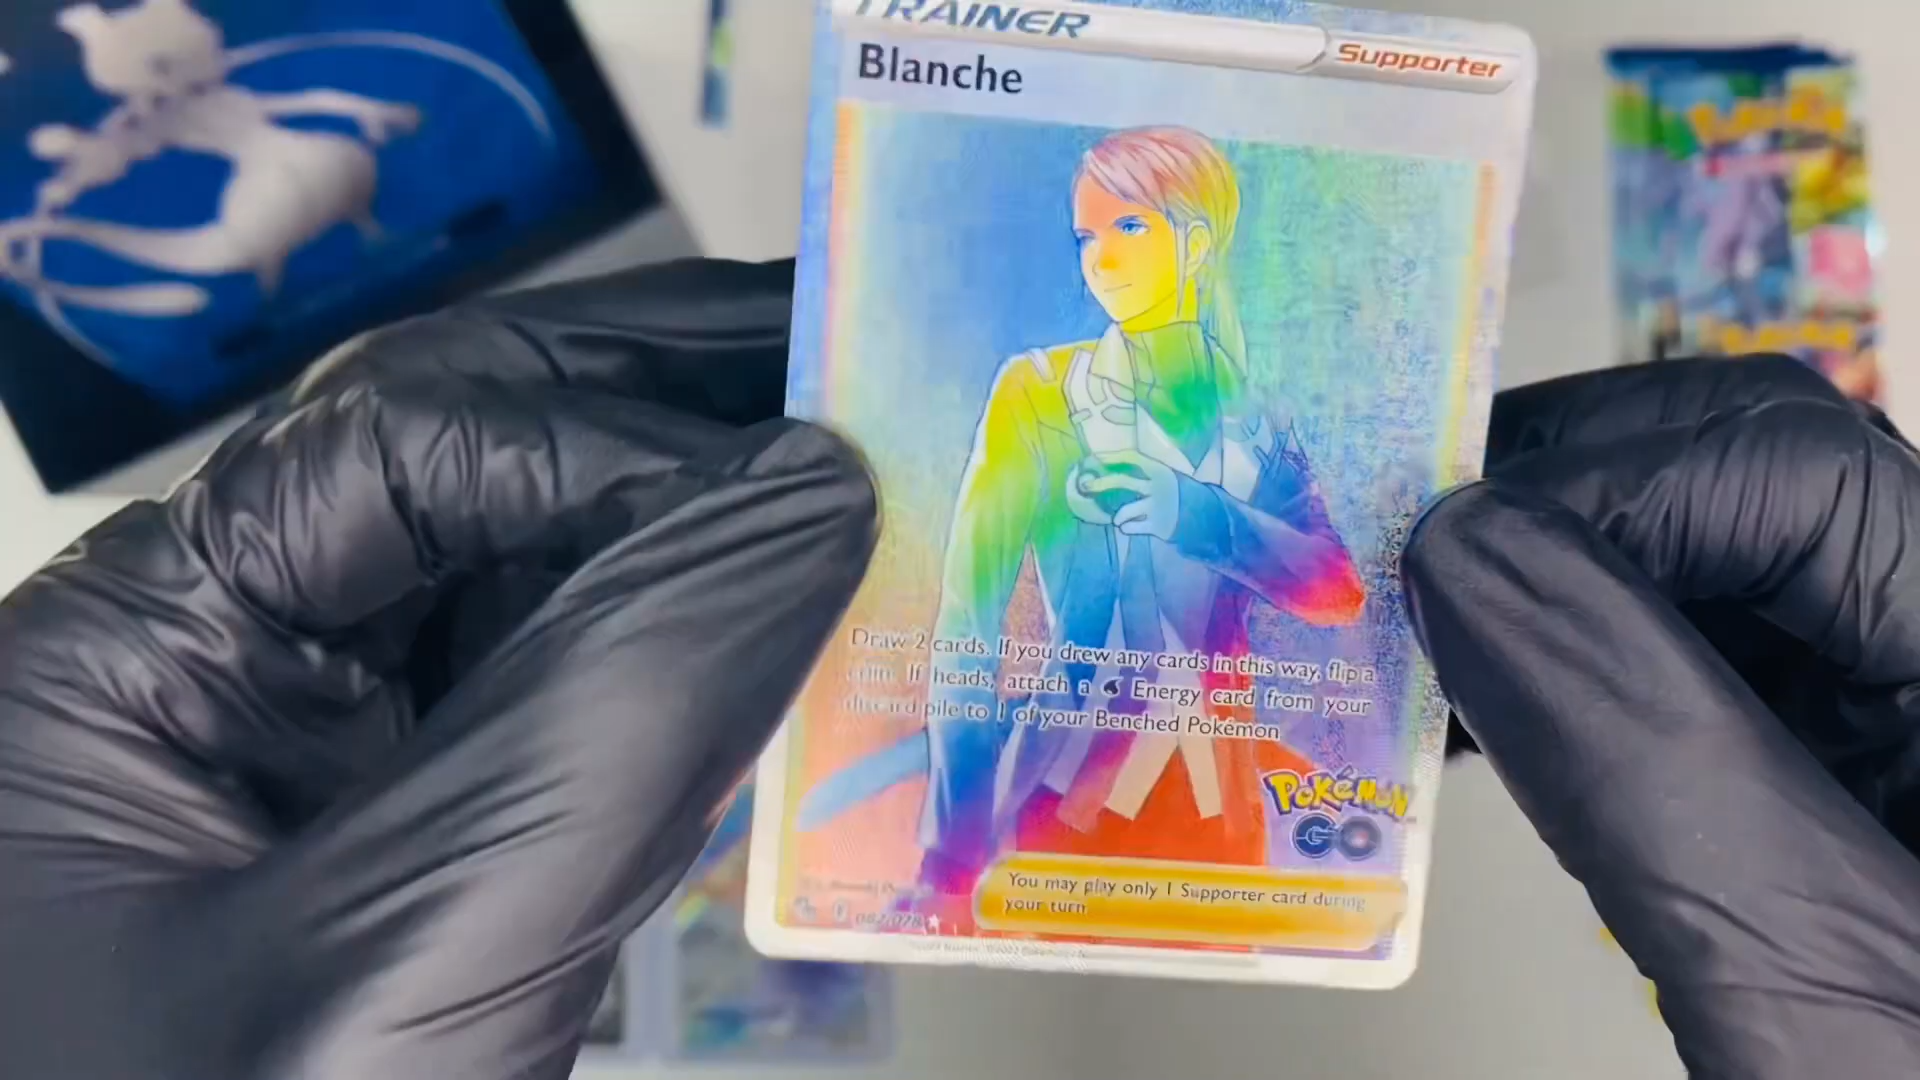 TRAINER
Supporter
Blanche
Draw 2 cards. If you drew any cards in this way, flip a
coin. If heads, attach a Energy card from your
discard pile to 1 of your Benched Pokémon
POKéMON
GO
You may play only 1 Supporter card during
your turn
082/078